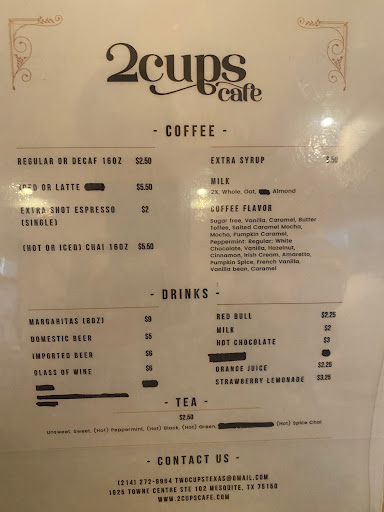 2cups
cafe
- COFFEE -
REGULAR OR DECAF 16OZ $2.50
ICED OR LATTE $5.50
EXTRA SHOT ESPRESSO $2
(SINGLE)
(HOT OR ICED) CHAI 16OZ $5.50
EXTRA SYRUP
MILK
2%, Whole, Oat, Almond
COFFEE FLAVOR
Sugar free, Vanilla, Caramel, Butter
Toffee, Salted Caramel Mocha,
Mocha, Pumpkin Caramel,
Peppermint: Regular: White
Chocolate, Vanilla, Hazelnut,
Cinnamon, Irish Cream, Amaretto,
Pumpkin Spice, French Vanilla,
Vanilla bean, Caramel
- DRINKS -
MARGARITAS (8OZ) $9
DOMESTIC BEER $5
IMPORTED BEER $6
GLASS OF WINE $6
RED BULL $2.25
MILK $2
HOT CHOCOLATE $3
ORANGE JUICE $2.25
STRAWBERRY LEMONADE $3.25
- TEA -
$2.50
Unsweet, Sweet, (Hot) Peppermint, (Hot) Black, (Hot) Green, (Hot) Spice Chai
- CONTACT US -
(214) 272-8964 TWOCUPSTEXAS@GMAIL.COM
1825 TOWNE CENTRE STE 102 MESQUITE, TX 75150
WWW.2CUPSCAFE.COM